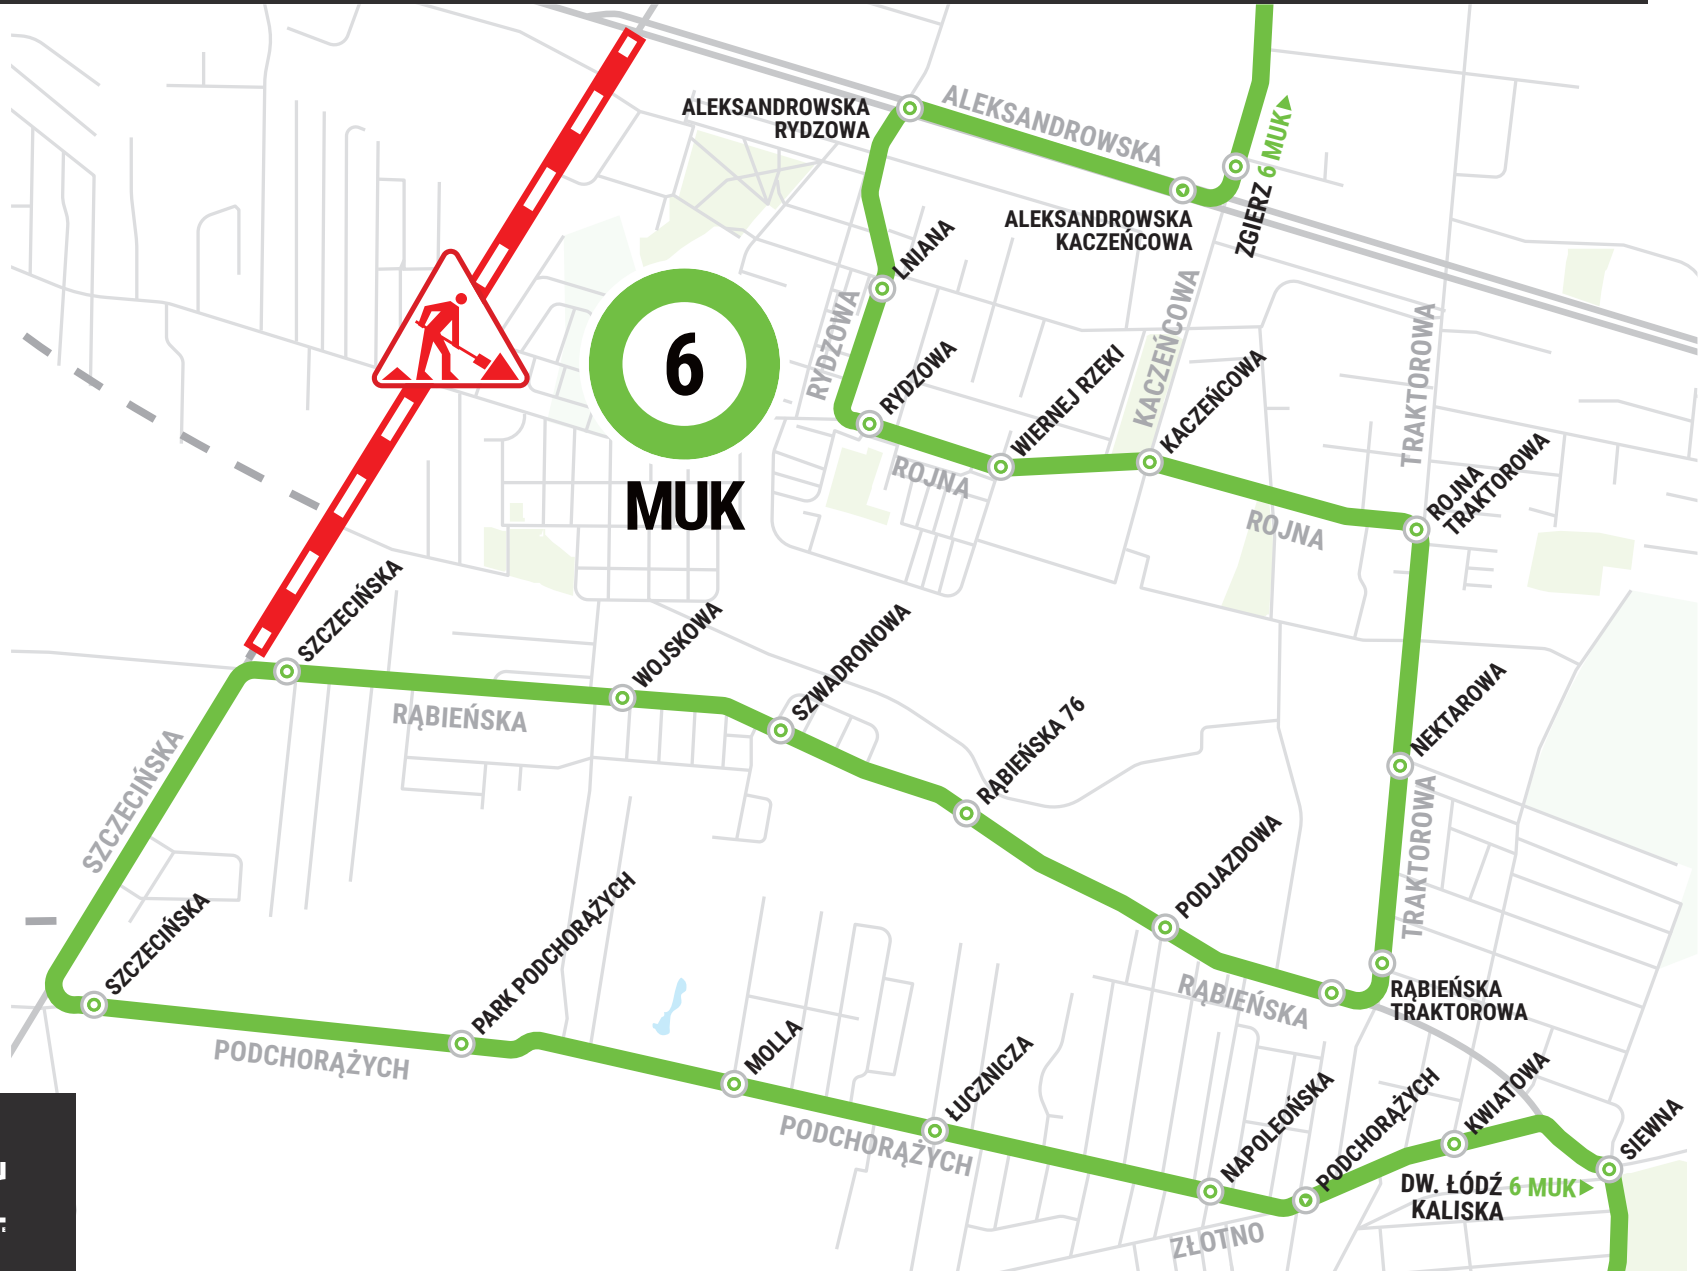 ALEKSANDROWSKA
RYDZOWA
ALEKSANDROWSKA
6 MUK
ZGIERZ
ALEKSANDROWSKA
KACZEŃCOWA
LNIANA
RYDZOWA
KACZEŃCOWA
TRAKTOROWA
6
MUK
RYDZOWA
WIERNEJ RZEKI
KACZEŃCOWA
ROJNA
TRAKTOROWA
ROJNA
ROJNA
SZCZECIŃSKA
WOJSKOWA
SZWADRONOWA
RĄBIEŃSKA 76
NEKTAROWA
RĄBIEŃSKA
SZCZECIŃSKA
PODJAZDOWA
TRAKTOROWA
SZCZECIŃSKA
PARK PODCHORĄŻYCH
RĄBIEŃSKA
RĄBIEŃSKA
TRAKTOROWA
PODCHORĄŻYCH
MOLLA
ŁUCZNICZA
PODCHORĄŻYCH
NAPOLEOŃSKA
PODCHORĄŻYCH
KWIATOWA
SIEWNA
DW. ŁÓDŹ 6 MUK
KALISKA
ZŁOTNO